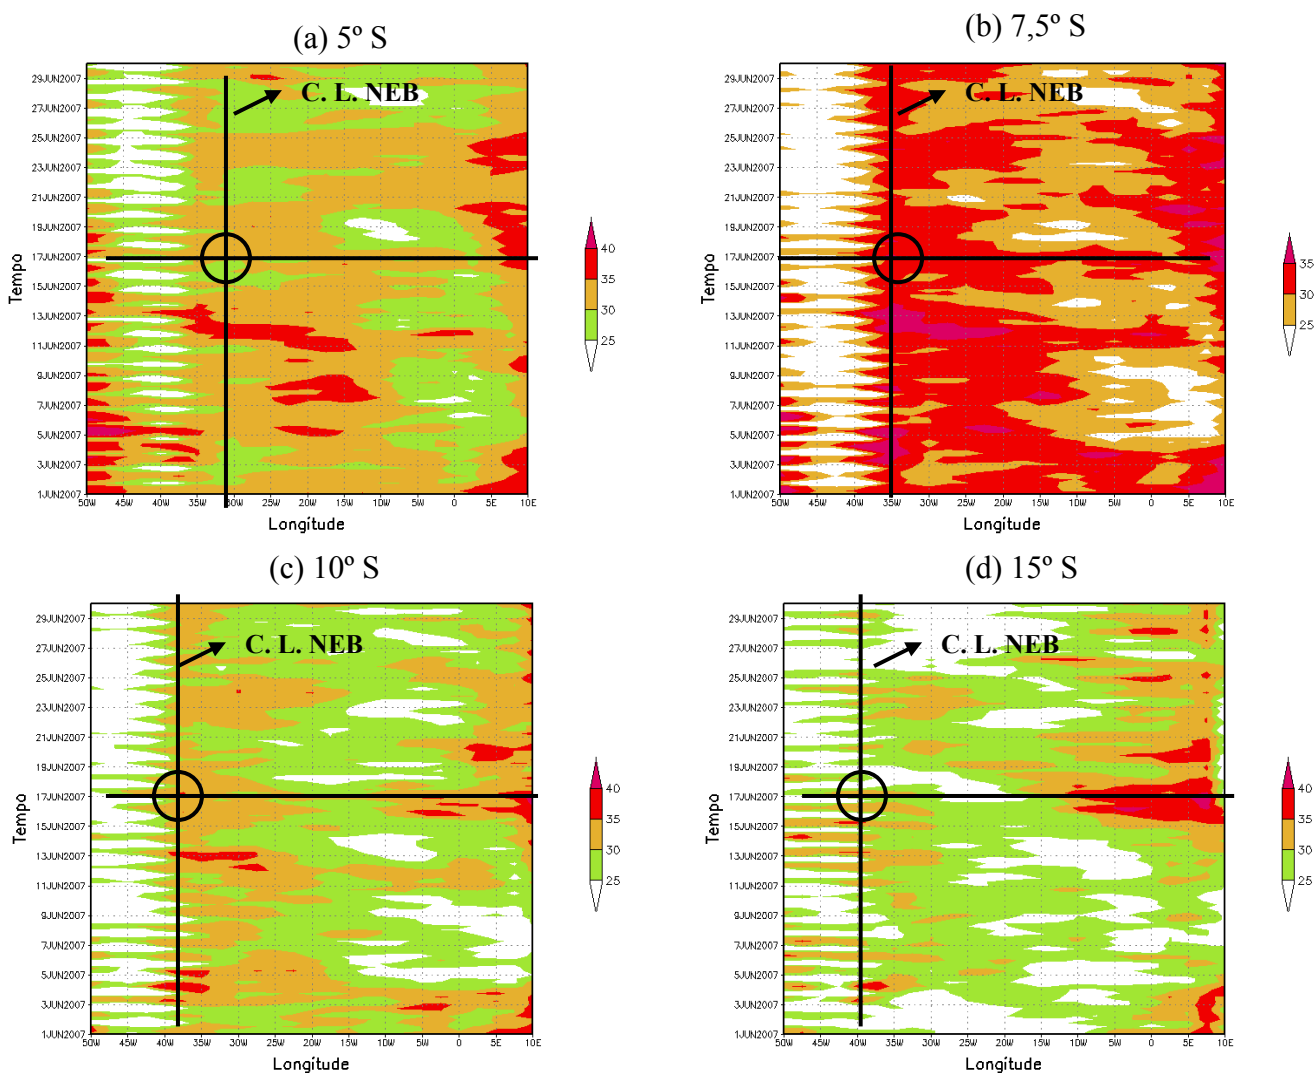 (a) 5º S
C. L. NEB
29JUN2007
27JUN2007
25JUN2007
23JUN2007
21JUN2007
19JUN2007
17JUN2007
15JUN2007
13JUN2007
11JUN2007
9JUN2007
7JUN2007
5JUN2007
3JUN2007
1JUN2007
Tempo
50W 45W 40W 35W 30W 25W 20W 15W 10W 5W 0 5E 10E
Longitude
40
35
30
25
(b) 7,5º S
C. L. NEB
29JUN2007
27JUN2007
25JUN2007
23JUN2007
21JUN2007
19JUN2007
17JUN2007
15JUN2007
13JUN2007
11JUN2007
9JUN2007
7JUN2007
5JUN2007
3JUN2007
1JUN2007
Tempo
50W 45W 40W 35W 30W 25W 20W 15W 10W 5W 0 5E 10E
Longitude
35
30
25
(c) 10º S
C. L. NEB
29JUN2007
27JUN2007
25JUN2007
23JUN2007
21JUN2007
19JUN2007
17JUN2007
15JUN2007
13JUN2007
11JUN2007
9JUN2007
7JUN2007
5JUN2007
3JUN2007
1JUN2007
Tempo
50W 45W 40W 35W 30W 25W 20W 15W 10W 5W 0 5E 10E
Longitude
40
35
30
25
(d) 15º S
C. L. NEB
29JUN2007
27JUN2007
25JUN2007
23JUN2007
21JUN2007
19JUN2007
17JUN2007
15JUN2007
13JUN2007
11JUN2007
9JUN2007
7JUN2007
5JUN2007
3JUN2007
1JUN2007
Tempo
50W 45W 40W 35W 30W 25W 20W 15W 10W 5W 0 5E 10E
Longitude
40
35
30
25